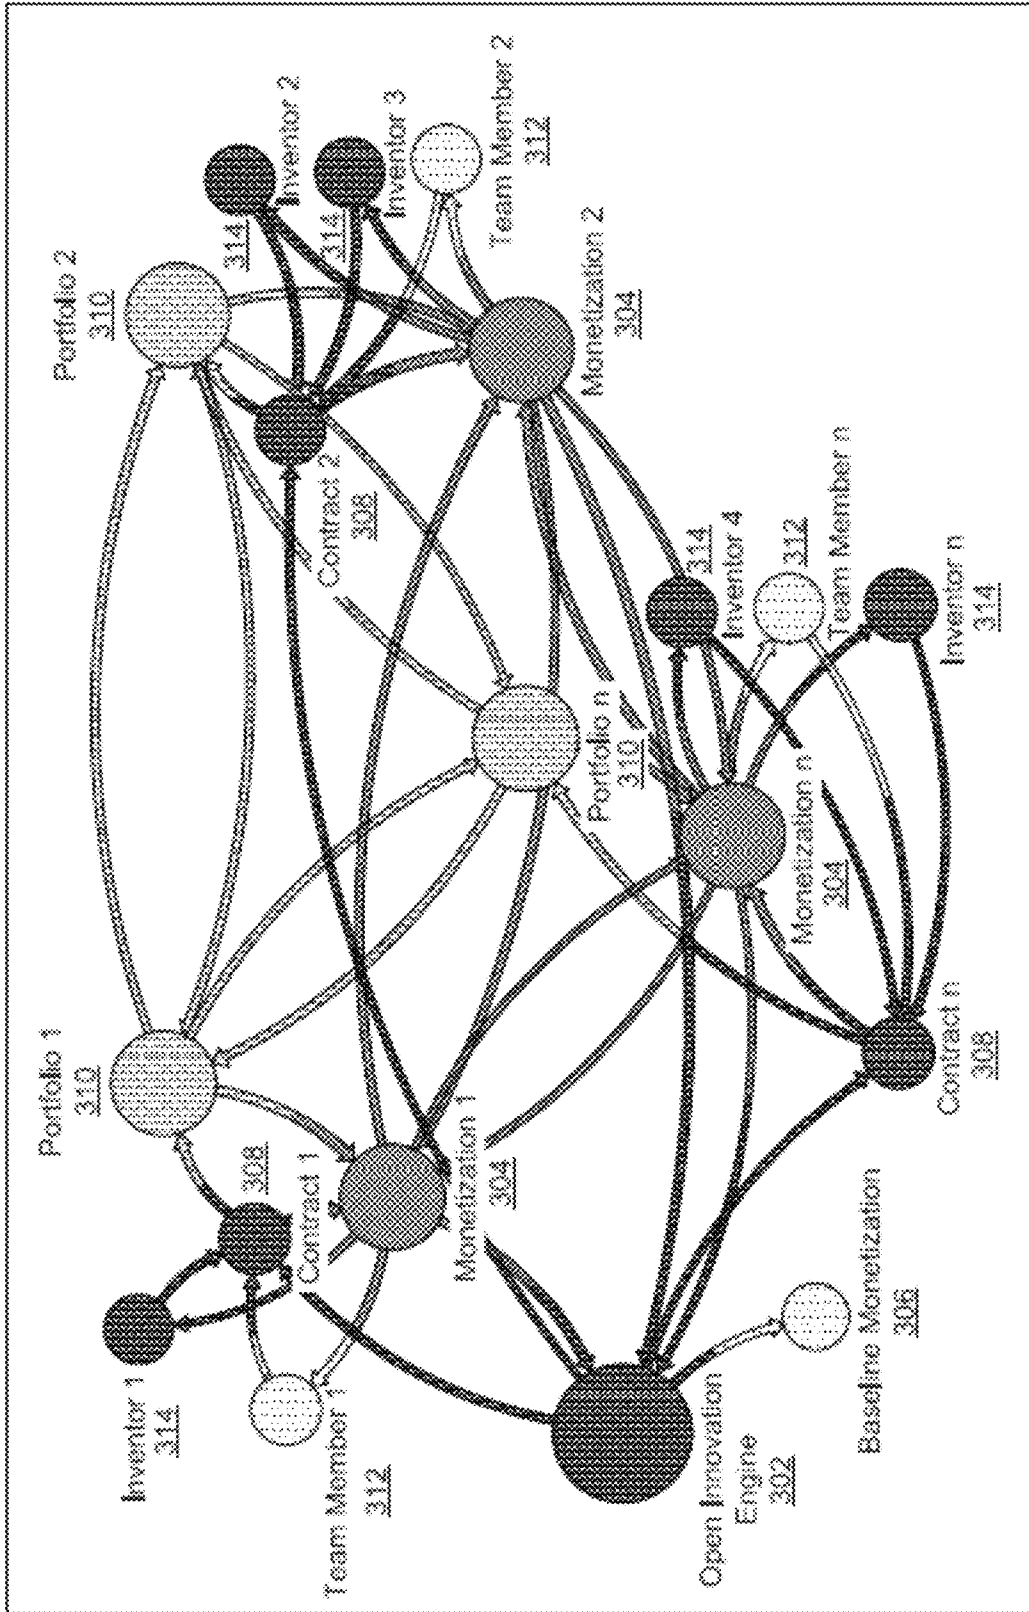 Portfolio 1
310
Portfolio 2
310
Inventor 1
314
308
Contract 1
Team Member 1
312
Monetization 1
304
Open Innovation
Engine
302
Baseline Monetization
306
Contract 2
308
314
Inventor 2
314
Inventor 3
Team Member 2
312
Monetization 2
304
Portfolio n
310
314
Inventor 4
312
Team Member n
Inventor n
314
Monetization n
304
Contract n
308